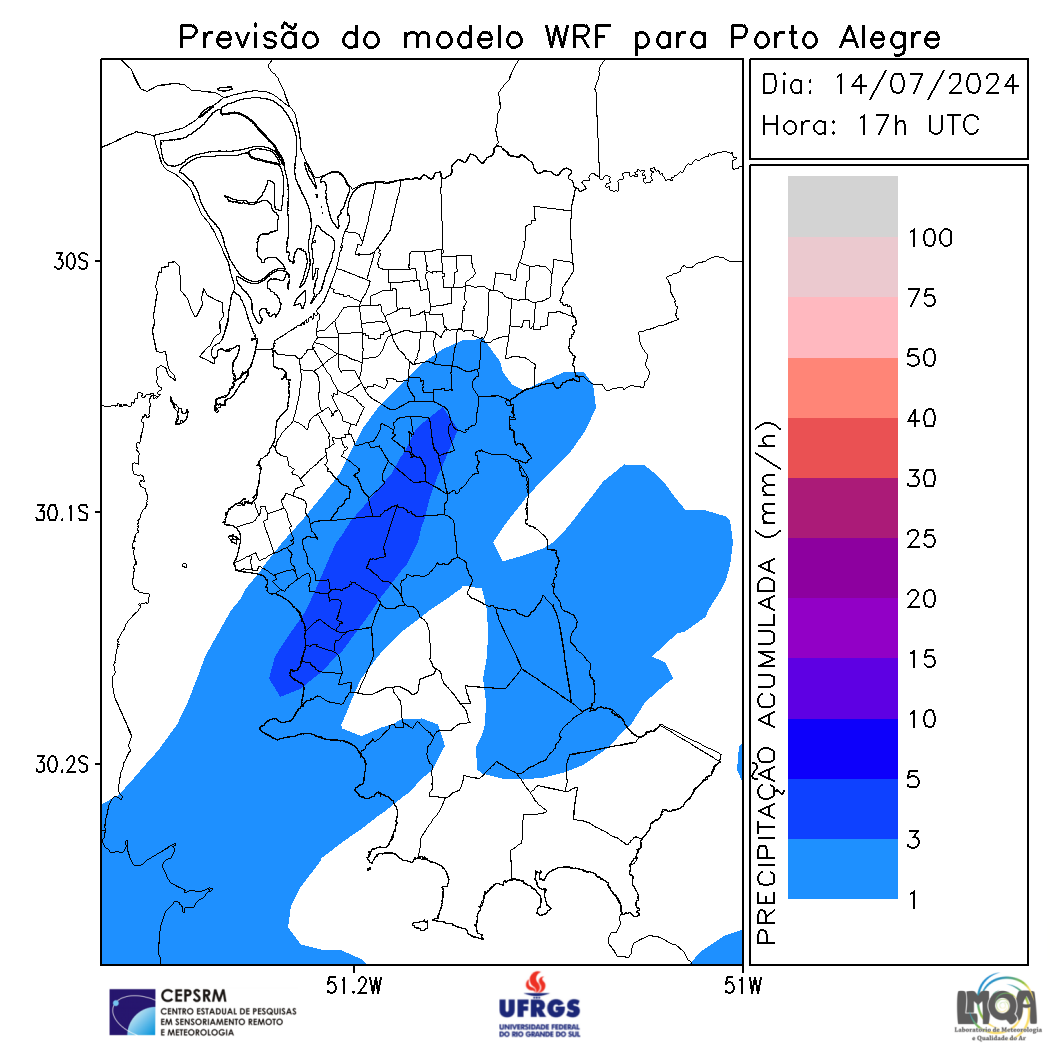 Previsão do modelo WRF para Porto Alegre
Dia: 14/07/2024
Hora: 17h UTC
100
75
50
40
30
25
20
15
10
5
3
1
PRECIPITAÇÃO ACUMULADA (mm/h)
30S
30.1S
30.2S
51.2W
51W
CEPSRM
CENTRO ESTADUAL DE PESQUISAS
EM SENSORIAMENTO REMOTO
E METEOROLOGIA
UFRGS
UNIVERSIDADE FEDERAL
DO RIO GRANDE DO SUL
LMQA
Laboratório de Meteorologia
e Qualidade do Ar